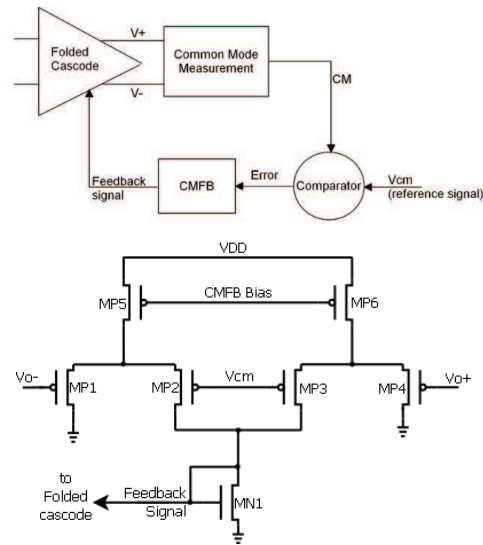 Folded
Cascode
V+
V-
Common Mode
Measurement
CM
Feedback
signal
CMFB
Error
Comparator
Vcm
(reference signal)
VDD
MP5
CMFB Bias
MP6
Vo-
MP1
MP2
Vcm
MP3
MP4
Vo+
to
Folded
cascode
Feedback
Signal
MN1